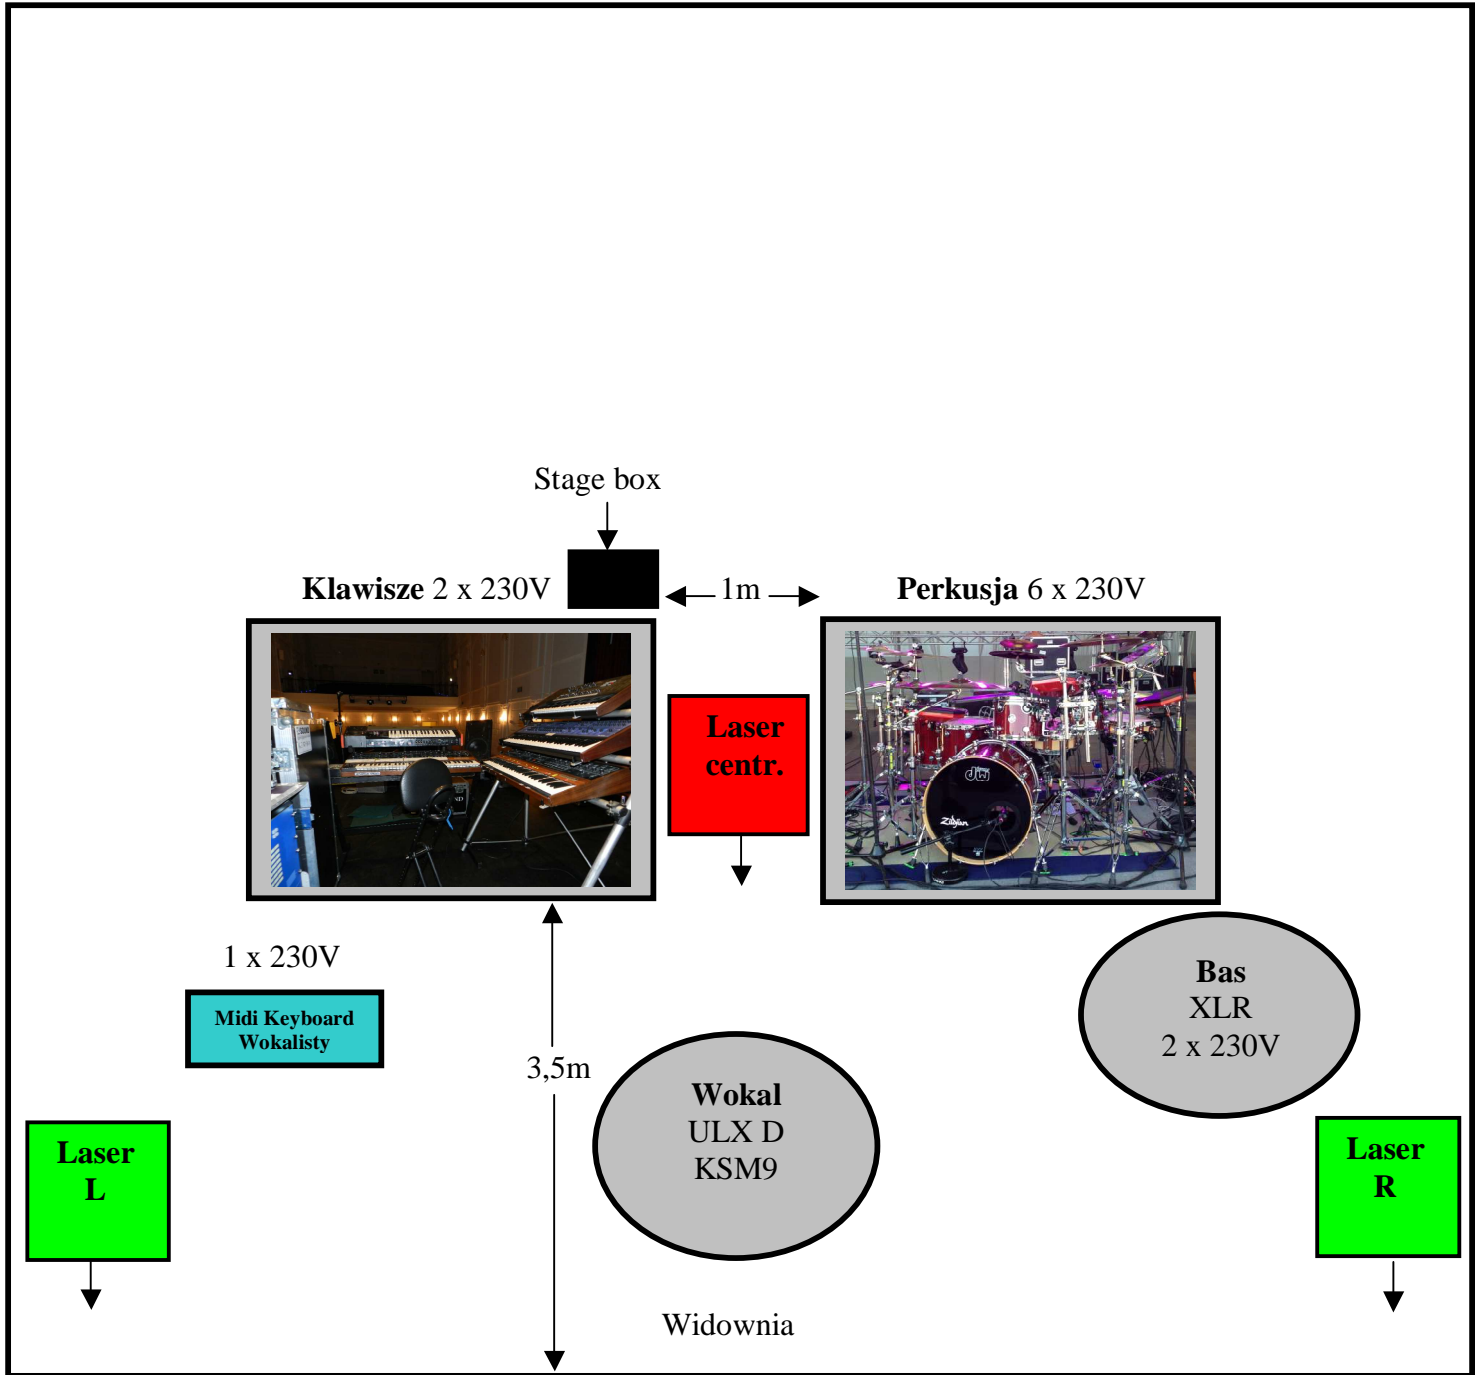 Stage box
Klawisze 2 x 230V
1m
Perkusja 6 x 230V
Laser
centr.
dw
Zildjian
1 x 230V
Midi Keyboard
Wokalisty
3,5m
Bas
XLR
2 x 230V
Wokal
ULX D
KSM9
Laser
L
Laser
R
Widownia